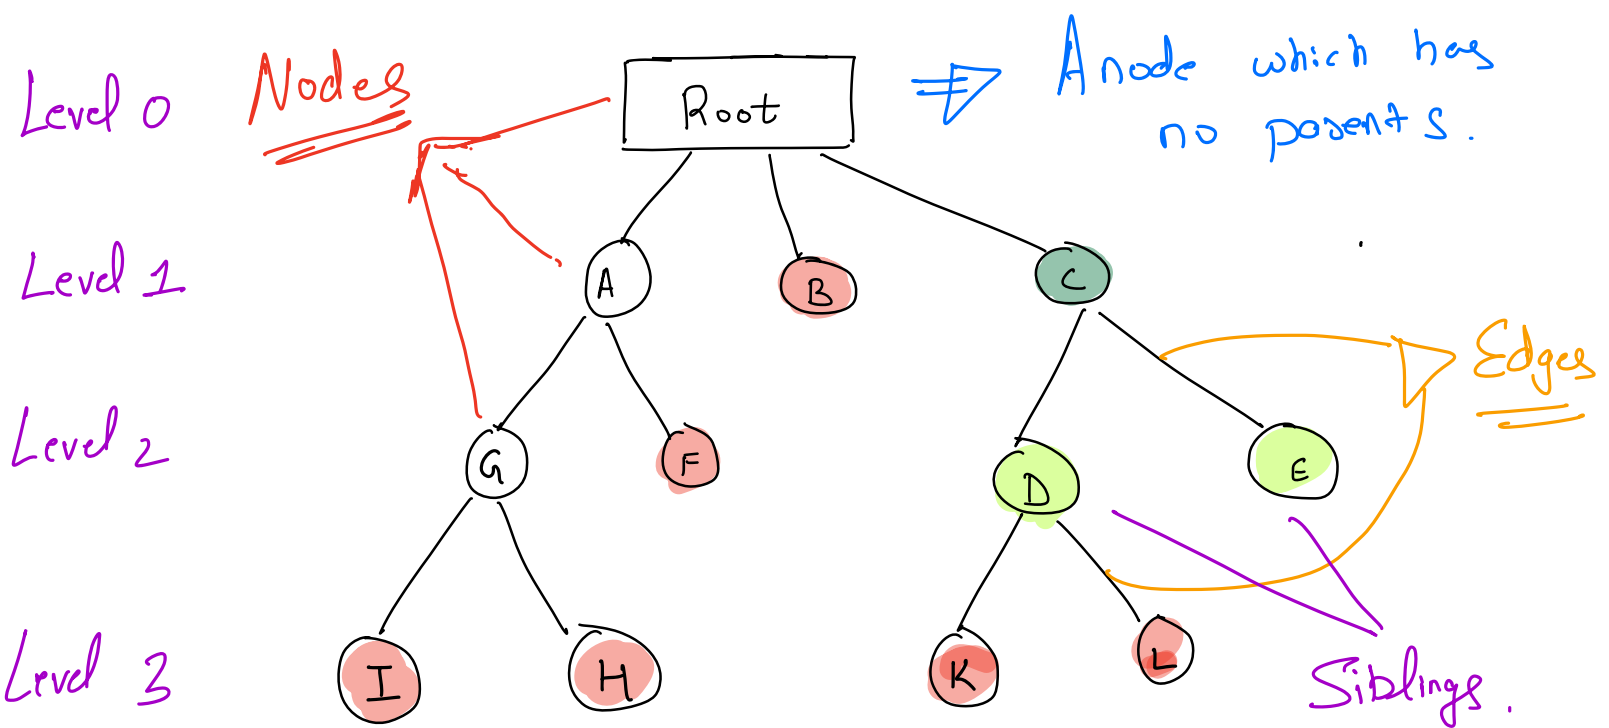 Level 0
Nodes
Root
A node which has
no parents.
Level 1
A
B
C
Edges
Level 2
G
F
D
E
Level 3
I
H
K
L
Siblings.